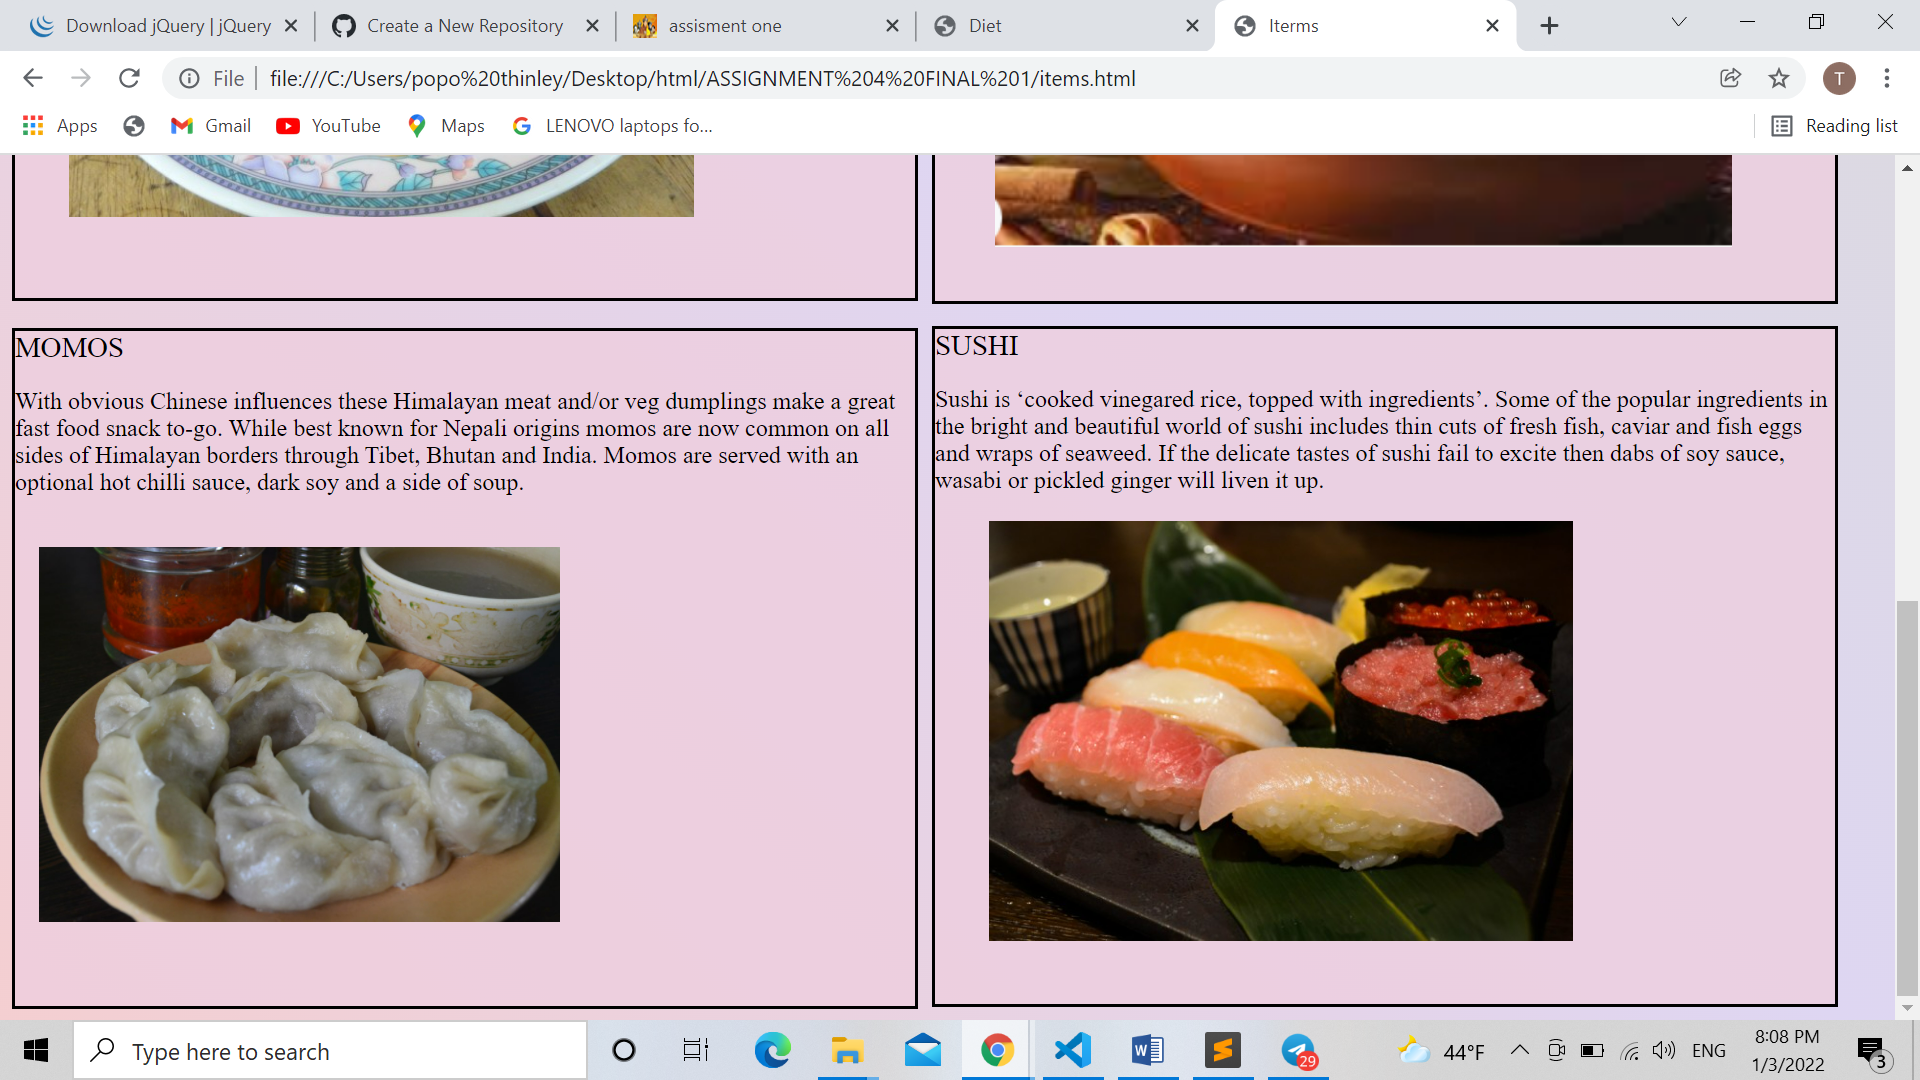 Download jQuery | jQuery
Create a New Repository
assisment one
Diet
Iterms
File
file:///C:/Users/popo%20thinley/Desktop/html/ASSIGNMENT%204%20FINAL%201/items.html
T
Apps
Gmail
YouTube
Maps
LENOVO laptops fo...
Reading list
MOMOS
With obvious Chinese influences these Himalayan meat and/or veg dumplings make a great
fast food snack to-go. While best known for Nepali origins momos are now common on all
sides of Himalayan borders through Tibet, Bhutan and India. Momos are served with an
optional hot chilli sauce, dark soy and a side of soup.
SUSHI
Sushi is ‘cooked vinegared rice, topped with ingredients’. Some of the popular ingredients in
the bright and beautiful world of sushi includes thin cuts of fresh fish, caviar and fish eggs
and wraps of seaweed. If the delicate tastes of sushi fail to excite then dabs of soy sauce,
wasabi or pickled ginger will liven it up.
Type here to search
W
29
44°F
ENG
8:08 PM
1/3/2022
3